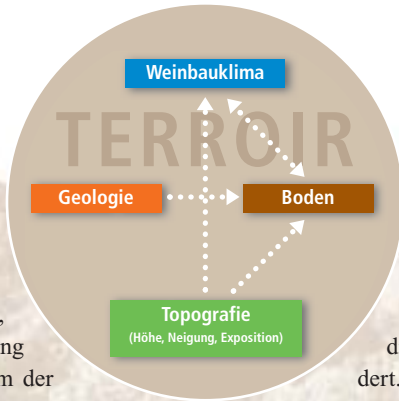 Weinbauklima
TERROIR
Geologie
Boden
Topografie
(Höhe, Neigung, Exposition)